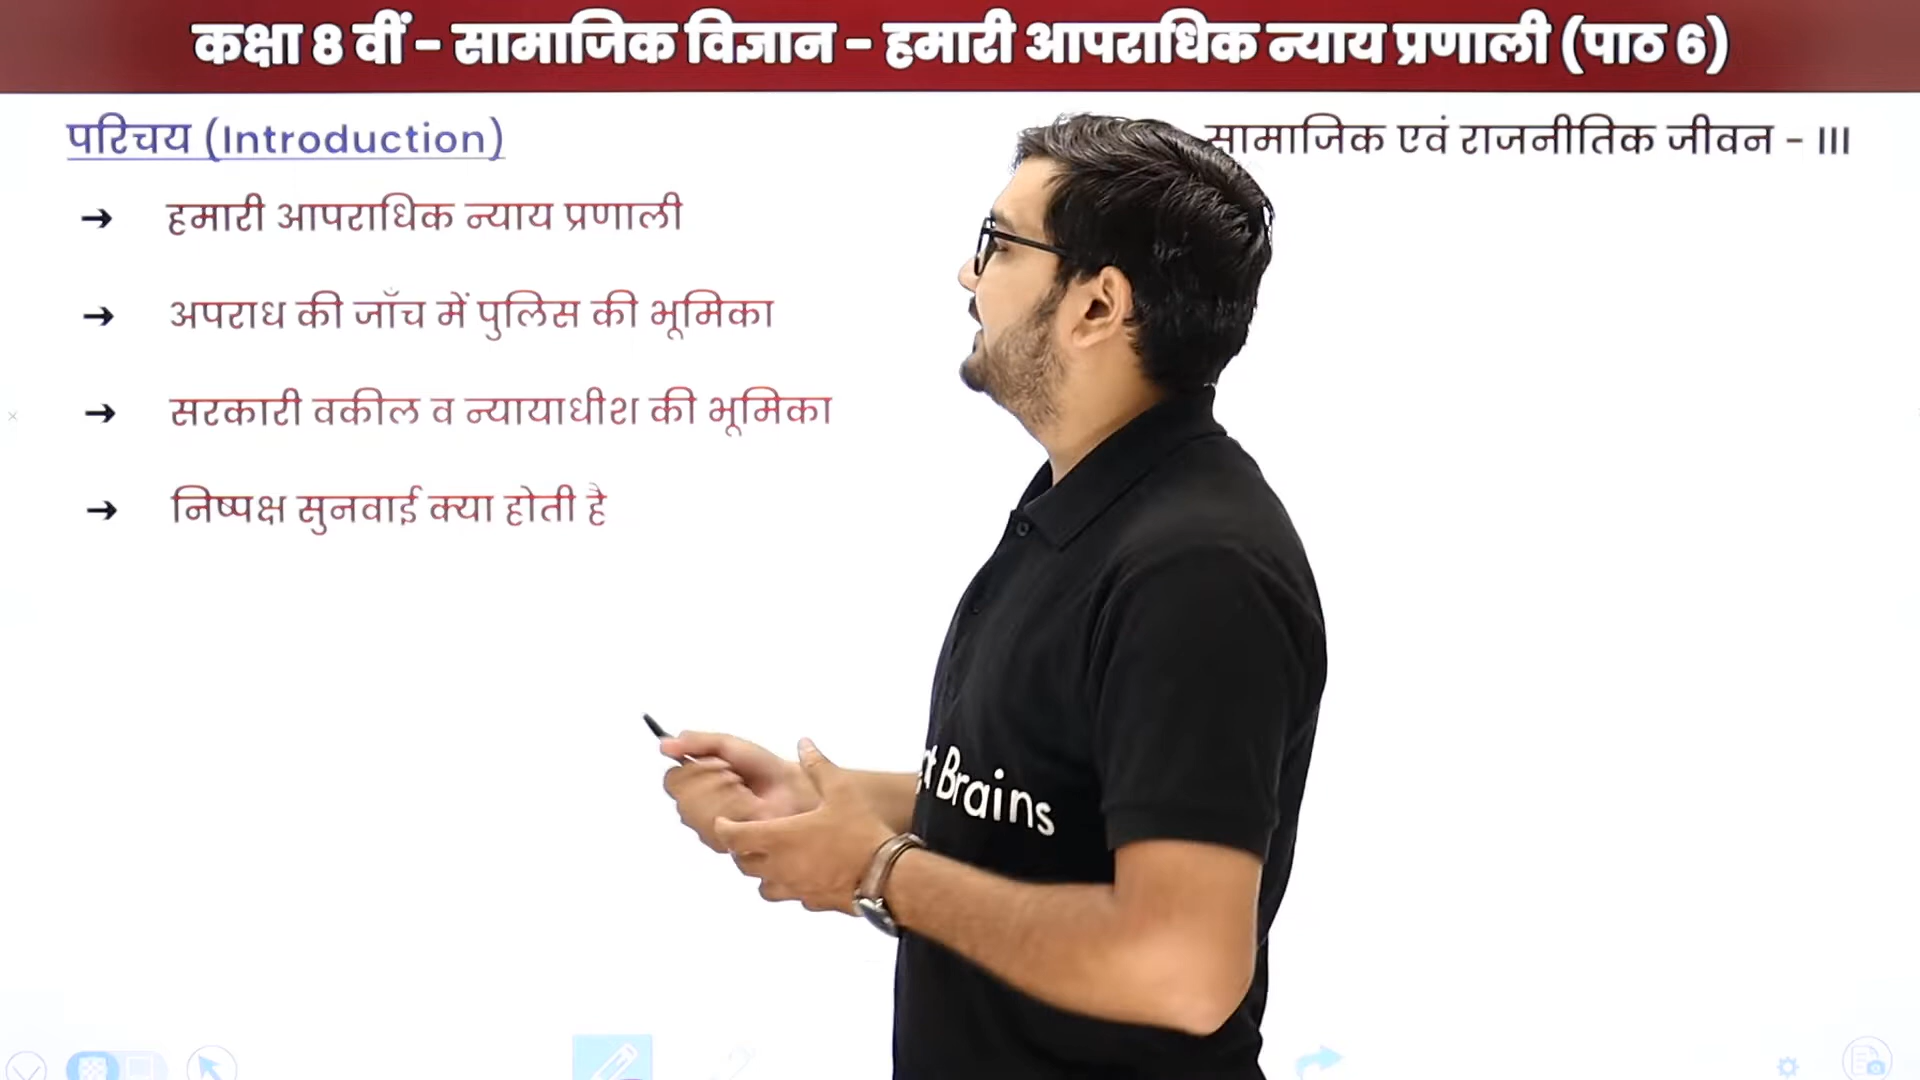 कक्षा 8 वीं - सामाजिक विज्ञान - हमारी आपराधिक न्याय प्रणाली (पाठ 6)
परिचय (Introduction)
सामाजिक एवं राजनीतिक जीवन - III
→ हमारी आपराधिक न्याय प्रणाली
→ अपराध की जाँच में पुलिस की भूमिका
→ सरकारी वकील व न्यायाधीश की भूमिका
→ निष्पक्ष सुनवाई क्या होती है
Brains